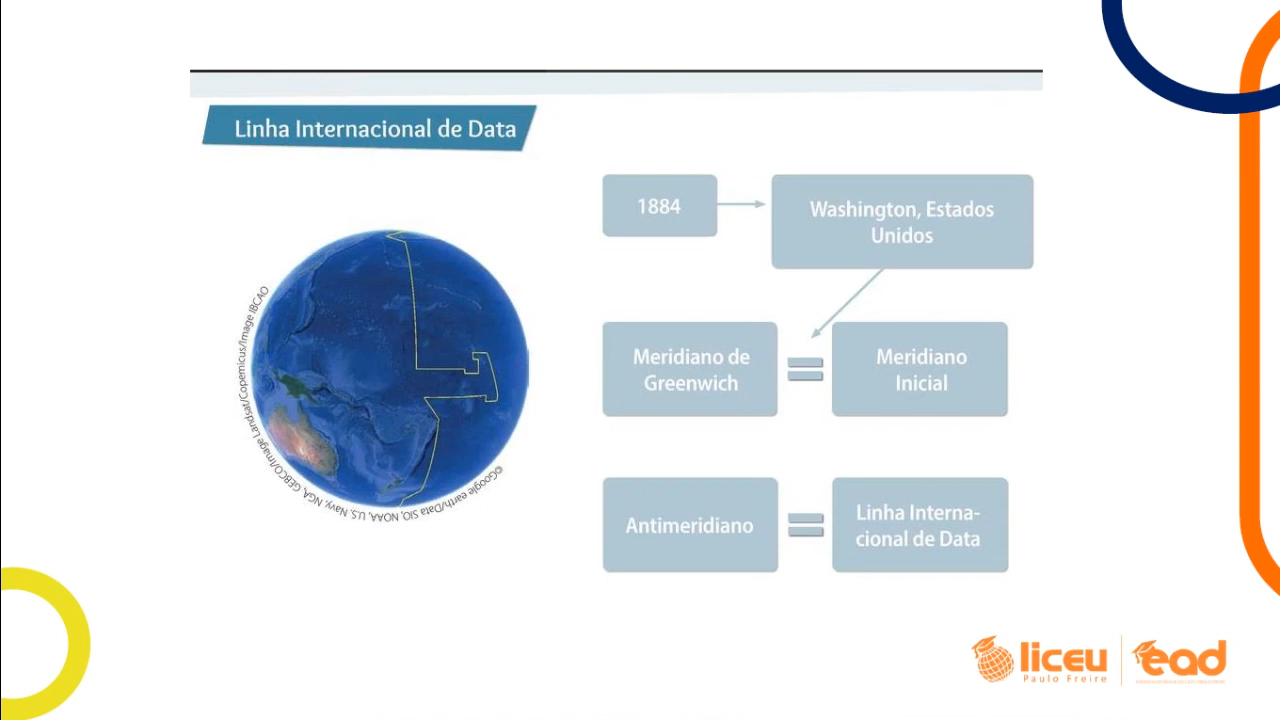 Linha Internacional de Data
1884
Washington, Estados
Unidos
Meridiano de
Greenwich
=
Meridiano
Inicial
Antimeridiano
=
Linha Interna-
cional de Data
©Google earth/Data SIO, NOAA, U.S. Navy, NGA, GEBCO/Image Landsat/Copernicus/Image IBCAO
liceu
Paulo Freire
ead